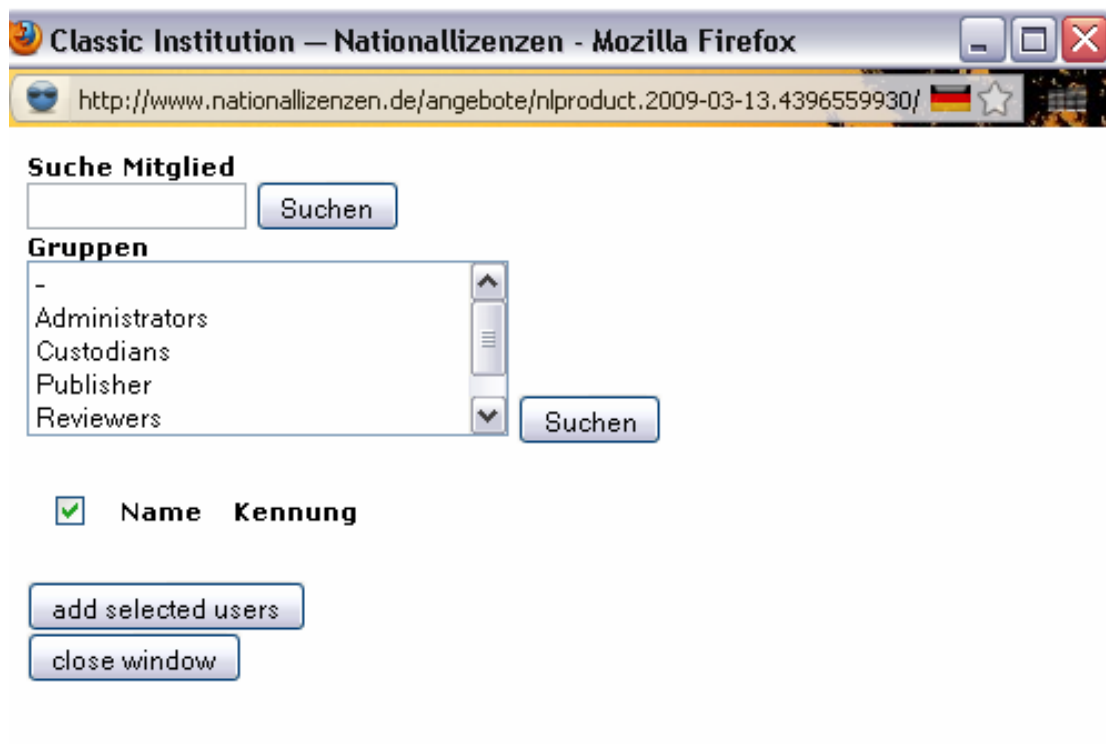 Classic Institution — Nationallizenzen - Mozilla Firefox
http://www.nationallizenzen.de/angebote/nlproduct.2009-03-13.4396559930/
Suche Mitglied
Suchen
Gruppen
-
Administrators
Custodians
Publisher
Reviewers
Suchen
Name Kennung
add selected users
close window